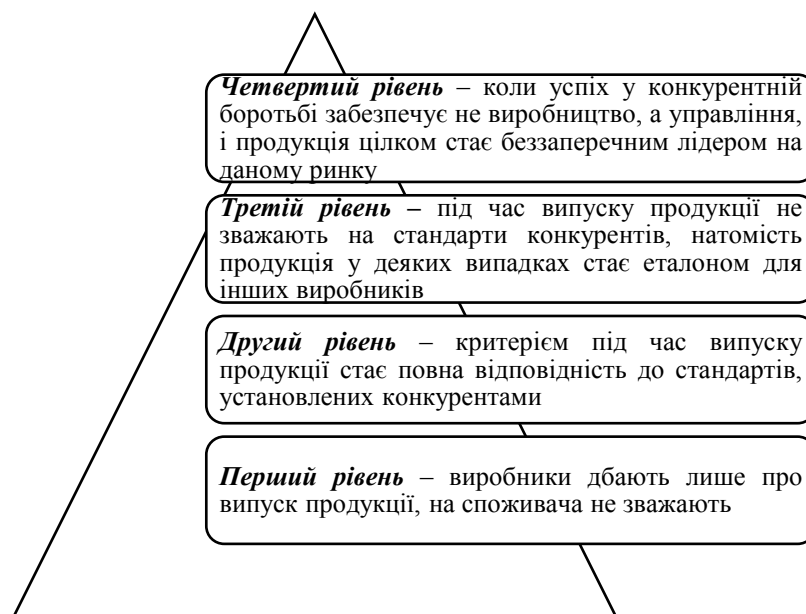 Четвертий рівень – коли успіх у конкурентній
боротьбі забезпечує не виробництво, а управління,
і продукція цілком стає беззаперечним лідером на
даному ринку
Третій рівень – під час випуску продукції не
зважають на стандарти конкурентів, натомість
продукція у деяких випадках стає еталоном для
інших виробників
Другий рівень – критерієм під час випуску
продукції стає повна відповідність до стандартів,
установлених конкурентами
Перший рівень – виробники дбають лише про
випуск продукції, на споживача не зважають